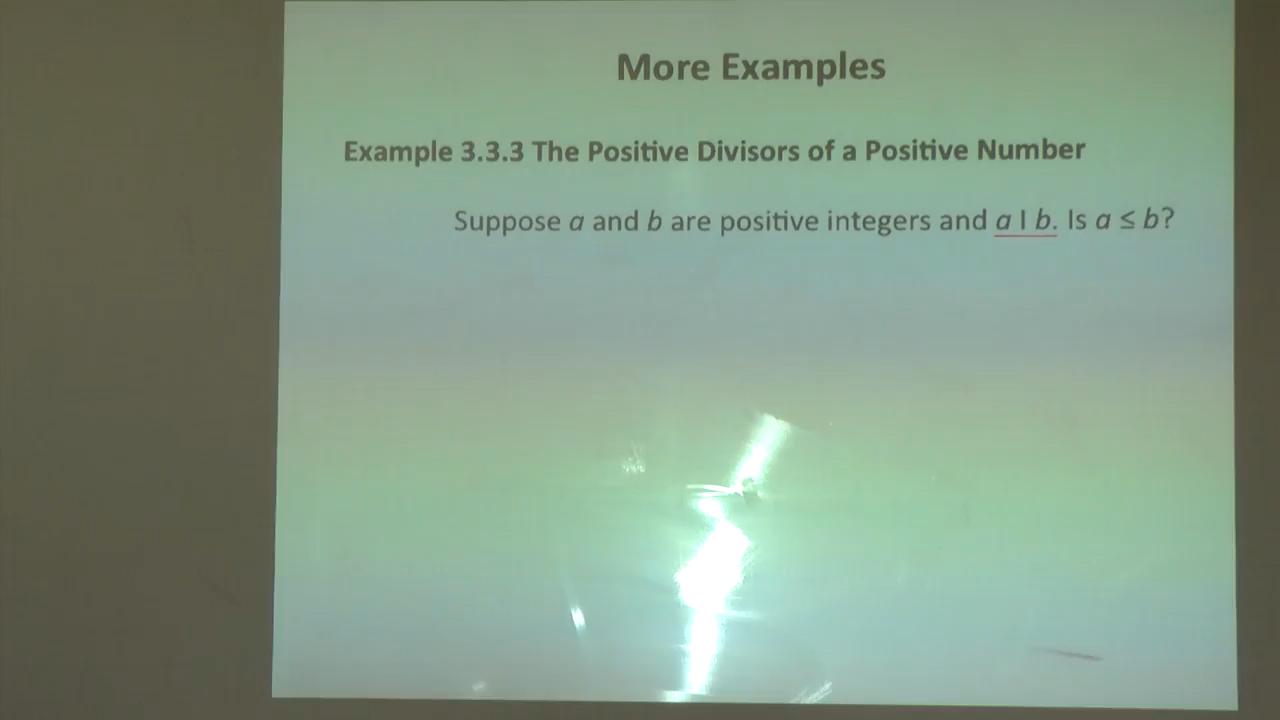 More Examples
Example 3.3.3 The Positive Divisors of a Positive Number
Suppose a and b are positive integers and a I b. Is a ≤ b?